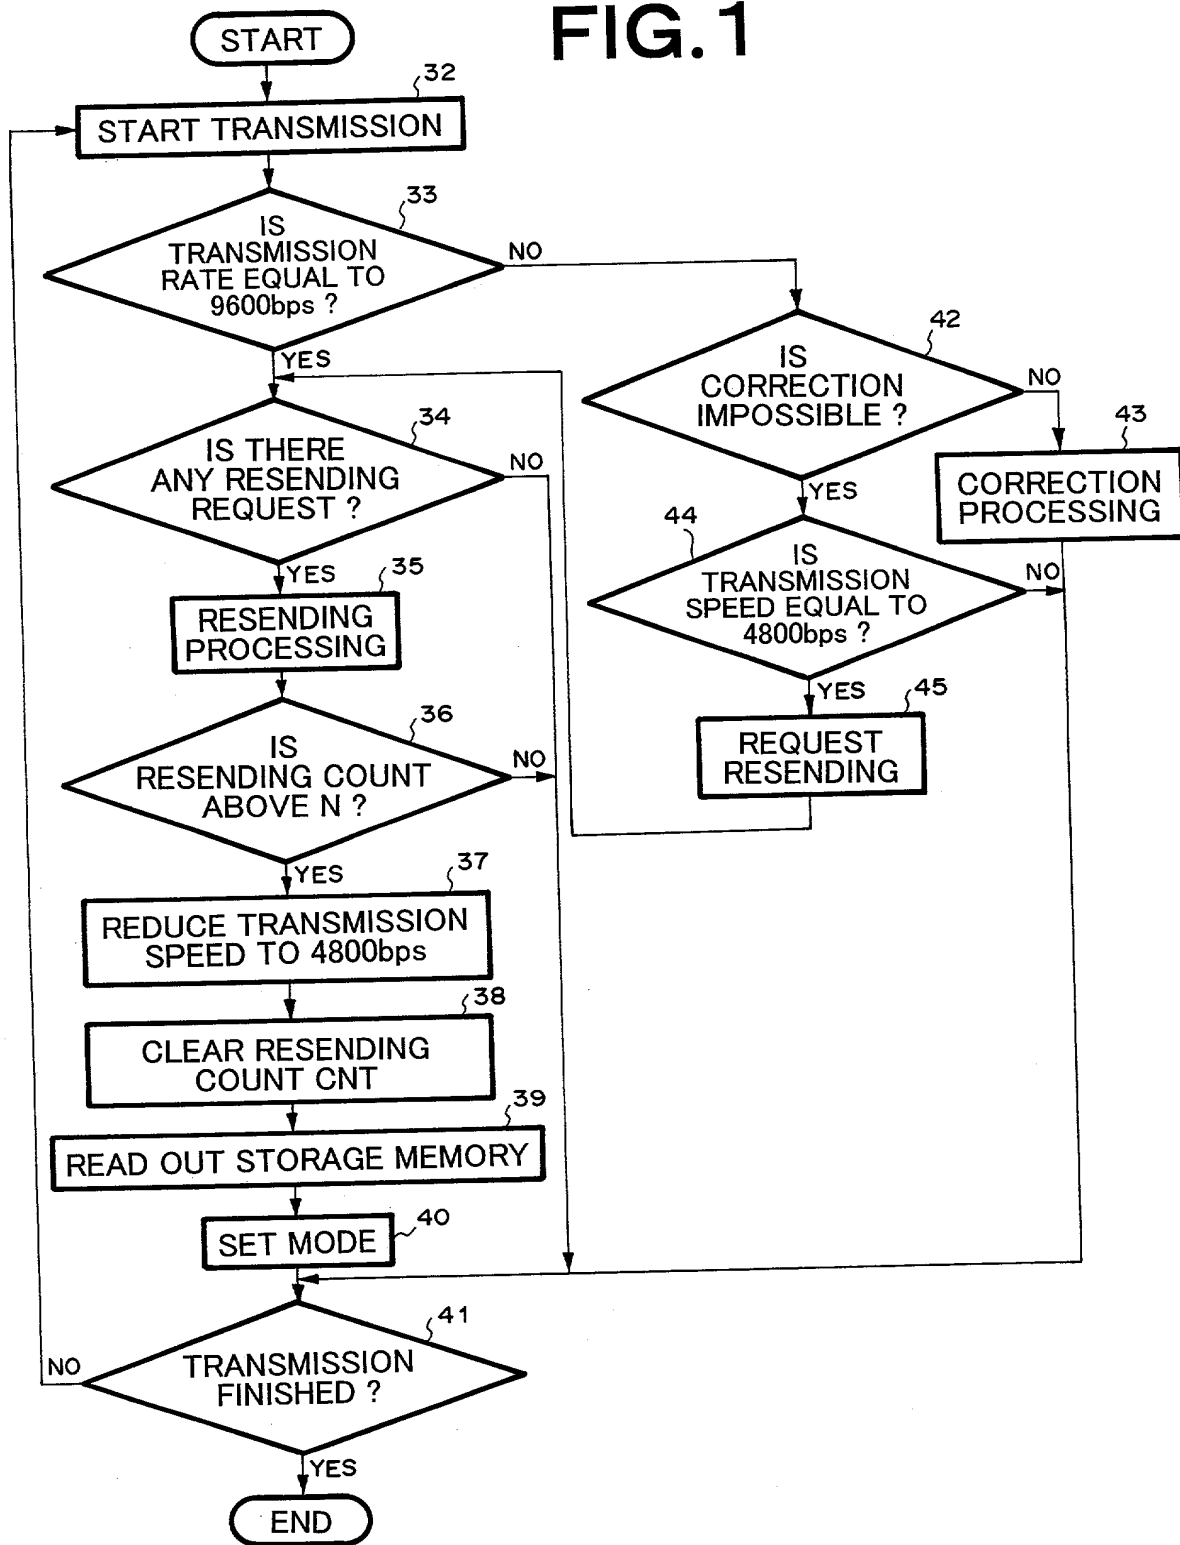 FIG. 1
START
32
START TRANSMISSION
33
IS
TRANSMISSION
RATE EQUAL TO
9600bps ?
NO
YES
34
IS THERE
ANY RESENDING
REQUEST ?
NO
YES
35
RESENDING
PROCESSING
36
IS
RESENDING COUNT
ABOVE N ?
NO
YES
37
REDUCE TRANSMISSION
SPEED TO 4800bps
38
CLEAR RESENDING
COUNT CNT
39
READ OUT STORAGE MEMORY
40
SET MODE
41
TRANSMISSION
FINISHED ?
NO
YES
END
42
IS
CORRECTION
IMPOSSIBLE ?
NO
YES
43
CORRECTION
PROCESSING
44
IS
TRANSMISSION
SPEED EQUAL TO
4800bps ?
NO
YES
45
REQUEST
RESENDING